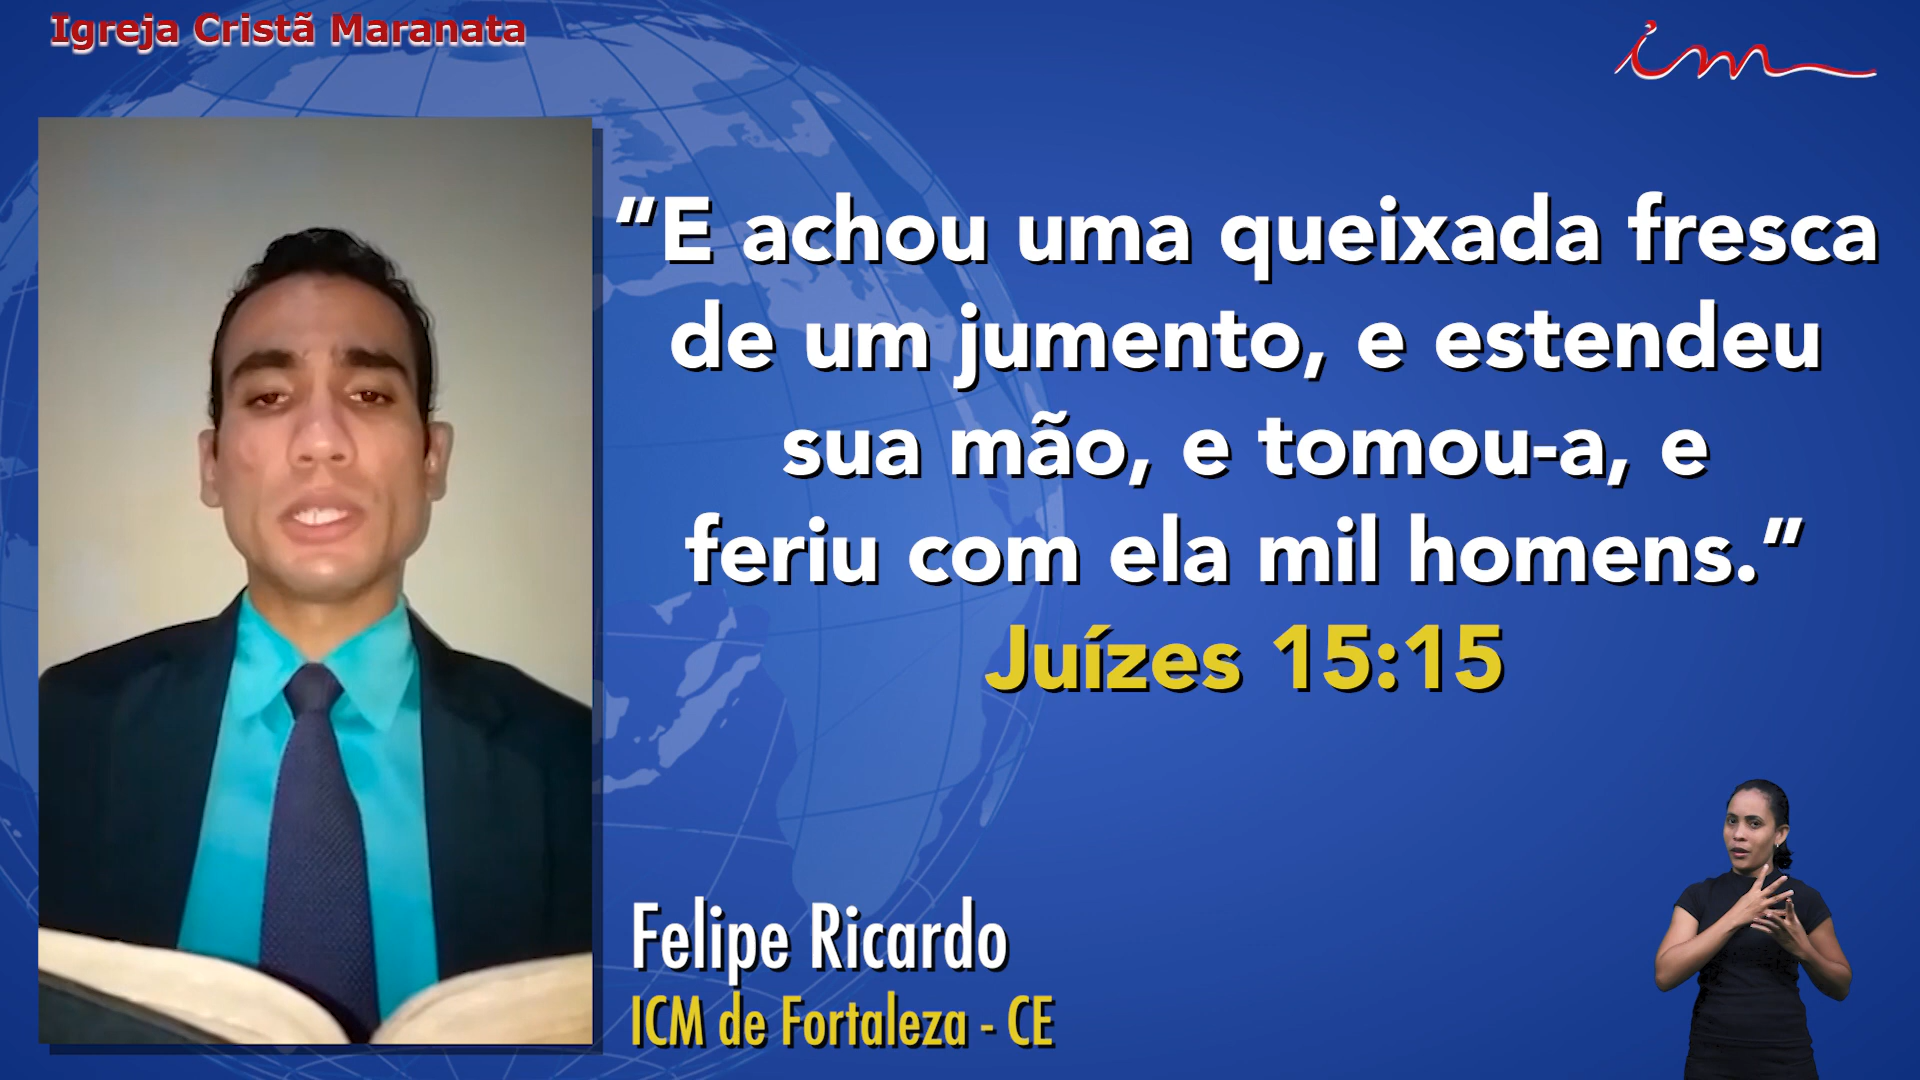 Igreja Cristã Maranata
im
“E achou uma queixada fresca
de um jumento, e estendeu
sua mão, e tomou-a, e
feriu com ela mil homens.”
Juízes 15:15
Felipe Ricardo
ICM de Fortaleza - CE